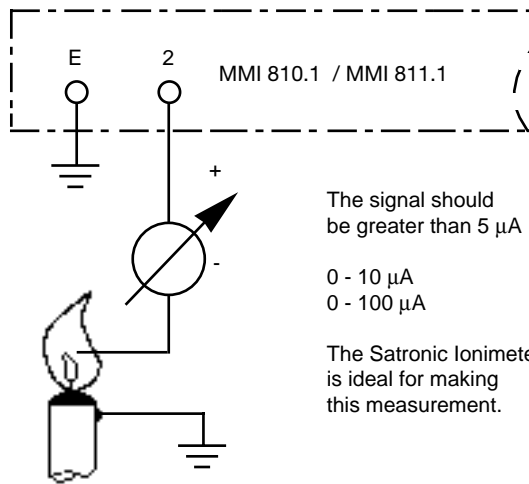 E
2
MMI 810.1 / MMI 811.1
+
-
The signal should
be greater than 5 µA
0 - 10 µA
0 - 100 µA
The Satronic Ionimete
is ideal for making
this measurement.